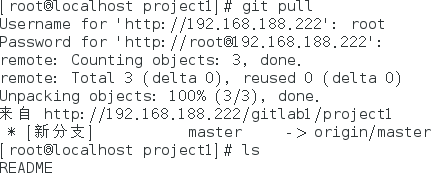 [root@localhost project1]# git pull
Username for 'http://192.168.188.222': root
Password for 'http://root@192.168.188.222':
remote: Counting objects: 3, done.
remote: Total 3 (delta 0), reused 0 (delta 0)
Unpacking objects: 100% (3/3), done.
来自 http://192.168.188.222/gitlab1/project1
 * [新分支]          master     -> origin/master
[root@localhost project1]# ls
README